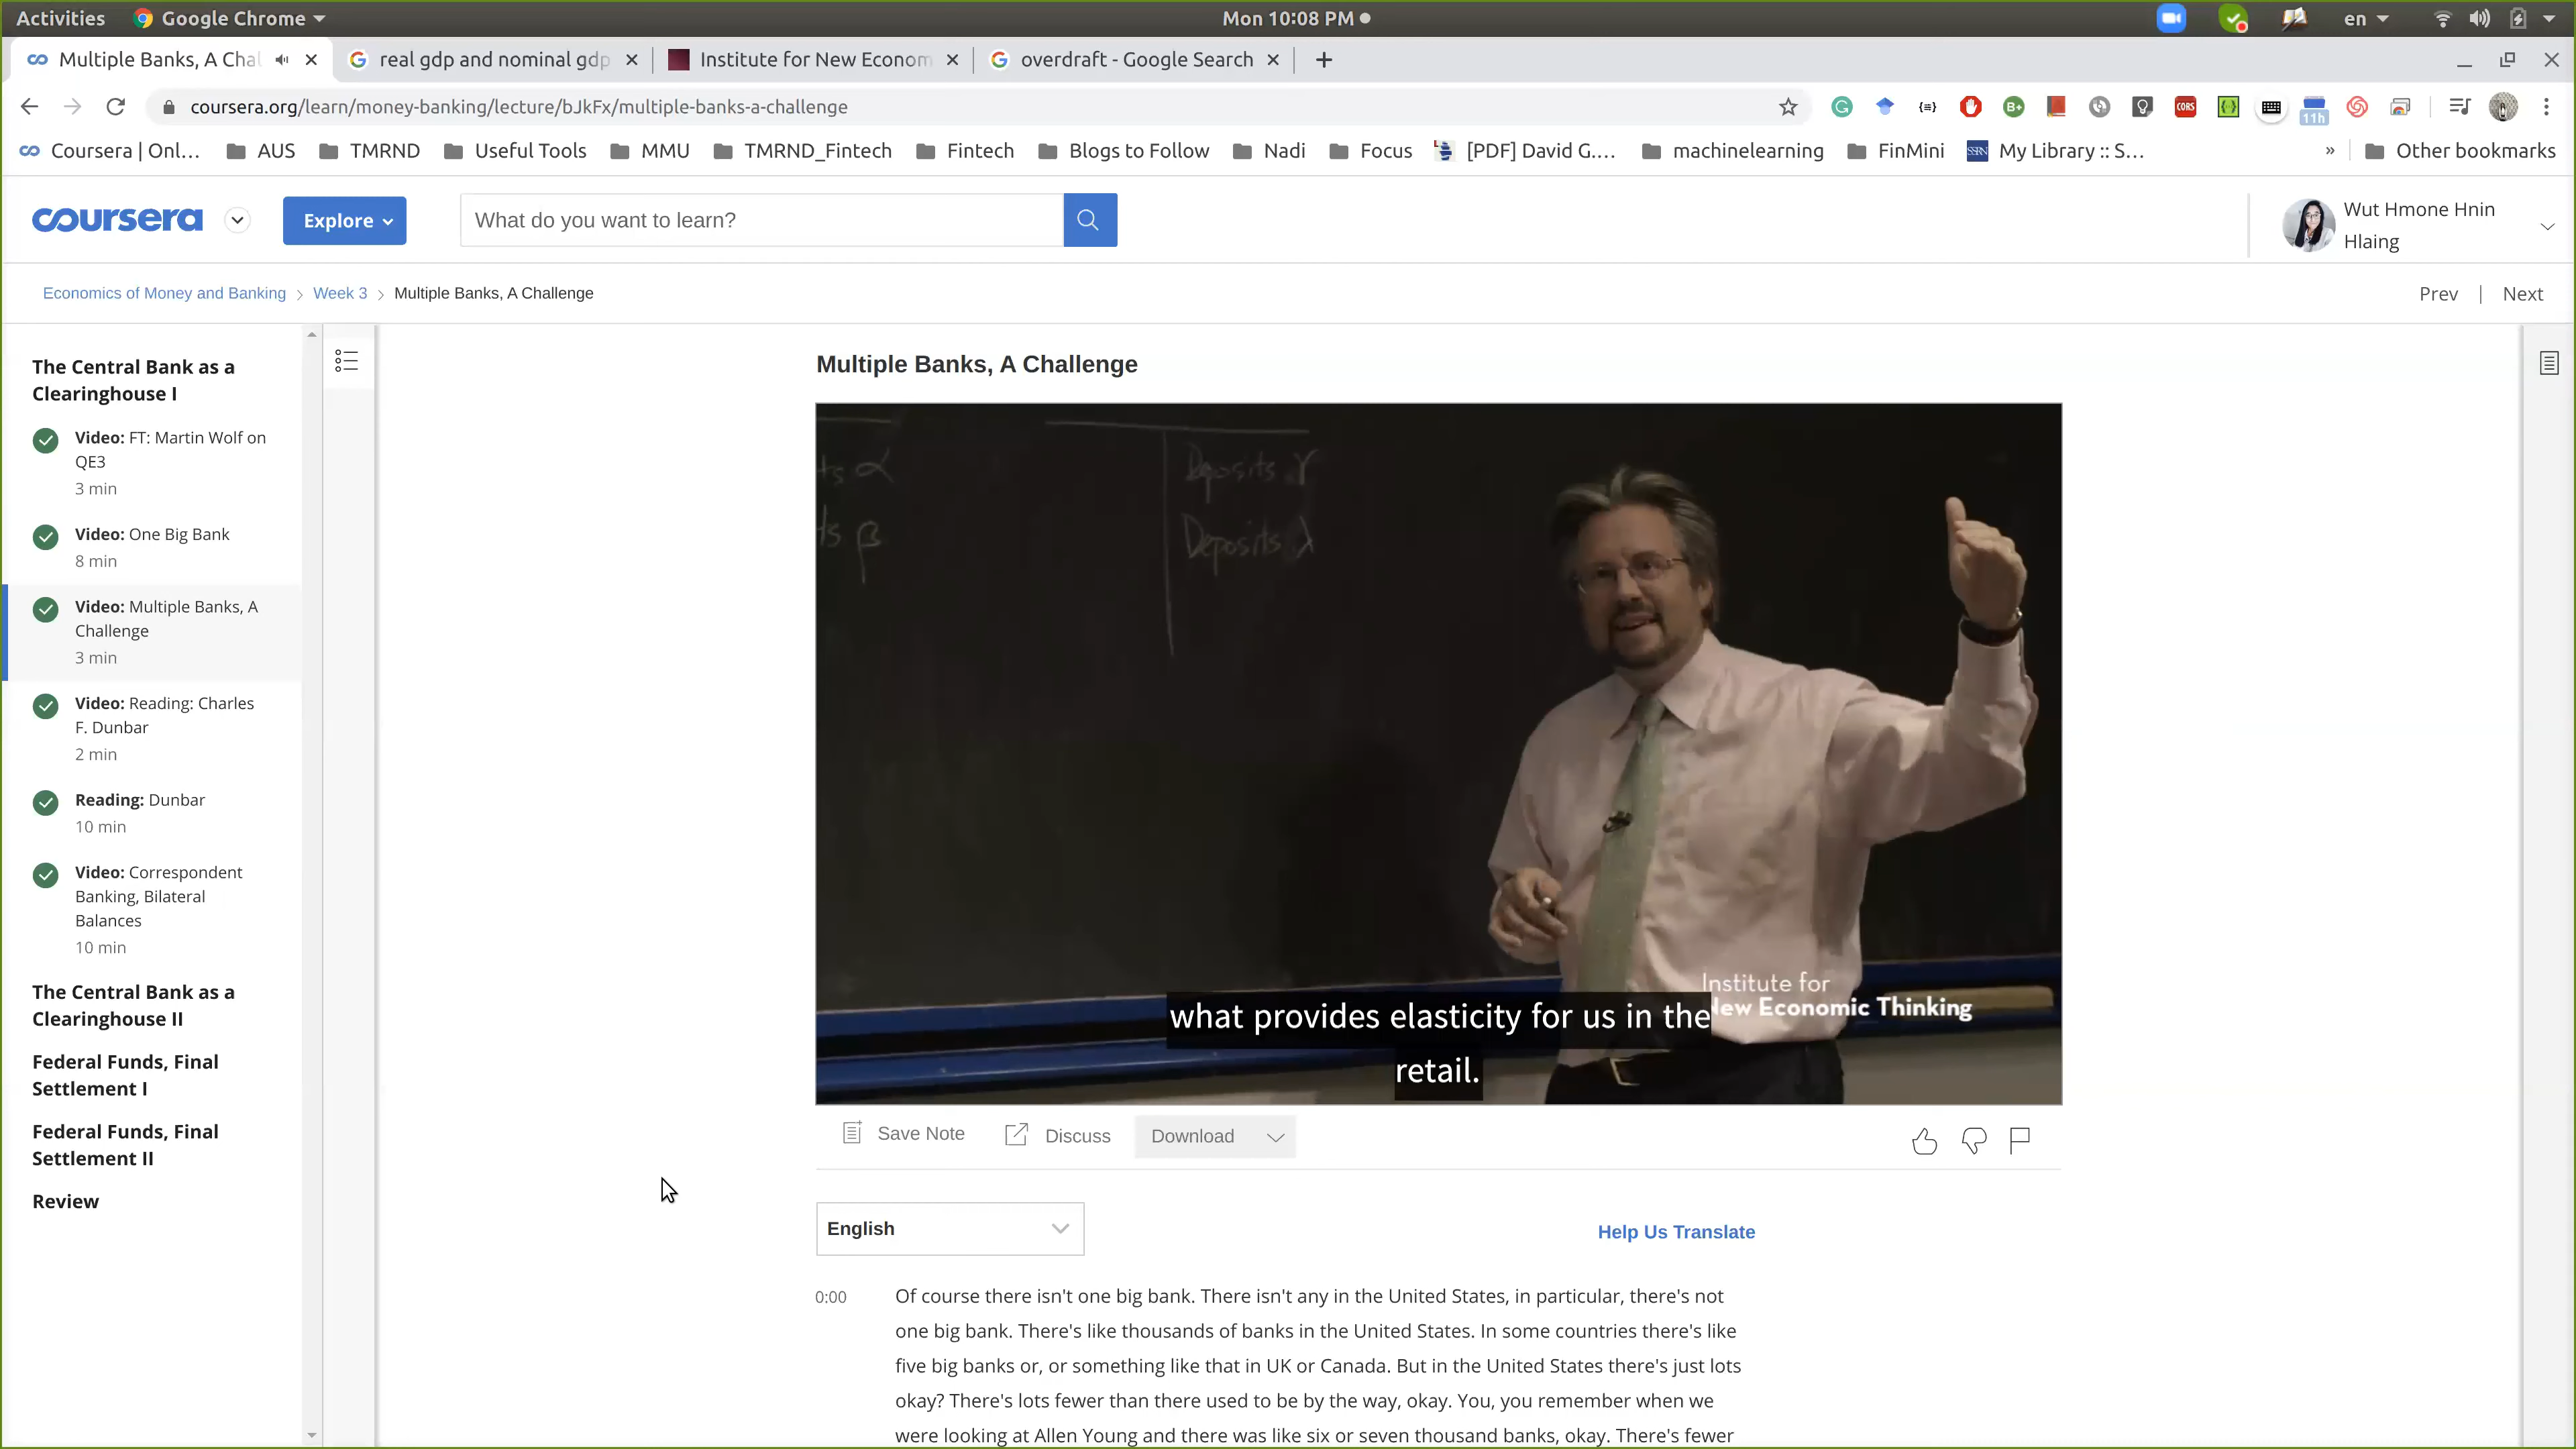 Activities
Google Chrome
Mon 10:08 PM
en
Multiple Banks, A Chal
real gdp and nominal gdp
Institute for New Econom
overdraft - Google Search
coursera.org/learn/money-banking/lecture/bJkFx/multiple-banks-a-challenge
11h
Coursera | Onl...
AUS
TMRND
Useful Tools
MMU
TMRND_Fintech
Fintech
Blogs to Follow
Nadi
Focus
[PDF] David G....
machinelearning
FinMini
SSRN
My Library :: S...
»
Other bookmarks
coursera
Explore
What do you want to learn?
Wut Hmone Hnin
Hlaing
Economics of Money and Banking > Week 3 > Multiple Banks, A Challenge
Prev | Next
The Central Bank as a
Clearinghouse I
Video: FT: Martin Wolf on
QE3
3 min
Video: One Big Bank
8 min
Video: Multiple Banks, A
Challenge
3 min
Video: Reading: Charles
F. Dunbar
2 min
Reading: Dunbar
10 min
Video: Correspondent
Banking, Bilateral
Balances
10 min
The Central Bank as a
Clearinghouse II
Federal Funds, Final
Settlement I
Federal Funds, Final
Settlement II
Review
Multiple Banks, A Challenge
ts α
Deposits γ
ts β
Deposits λ
Institute for
New Economic Thinking
what provides elasticity for us in the
retail.
Save Note
Discuss
Download
English
Help Us Translate
0:00
Of course there isn't one big bank. There isn't any in the United States, in particular, there's not
one big bank. There's like thousands of banks in the United States. In some countries there's like
five big banks or, or something like that in UK or Canada. But in the United States there's just lots
okay? There's lots fewer than there used to be by the way, okay. You, you remember when we
were looking at Allen Young and there was like six or seven thousand banks, okay. There's fewer